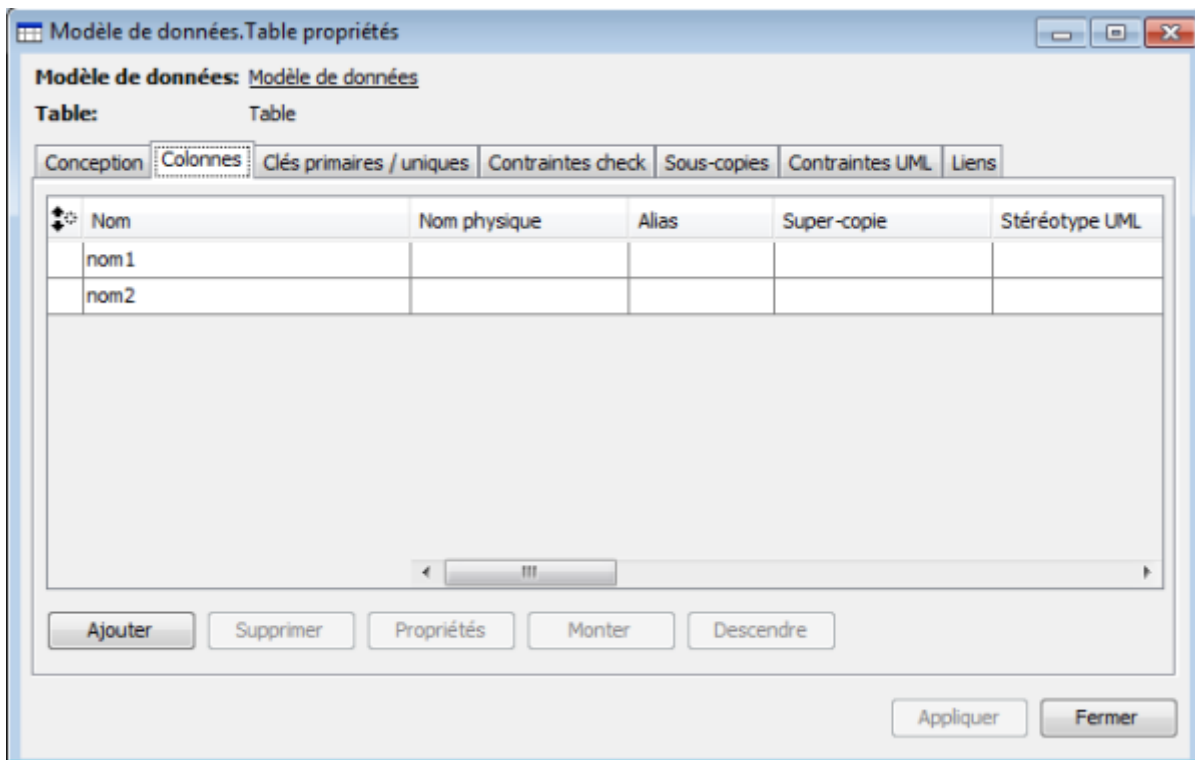 Modèle de données.Table propriétés
Modèle de données: Modèle de données
Table: Table
Conception Colonnes Clés primaires / uniques Contraintes check Sous-copies Contraintes UML Liens
Nom Nom physique Alias Super-copie Stéréotype UML
nom1
nom2
Ajouter Supprimer Propriétés Monter Descendre
Appliquer Fermer